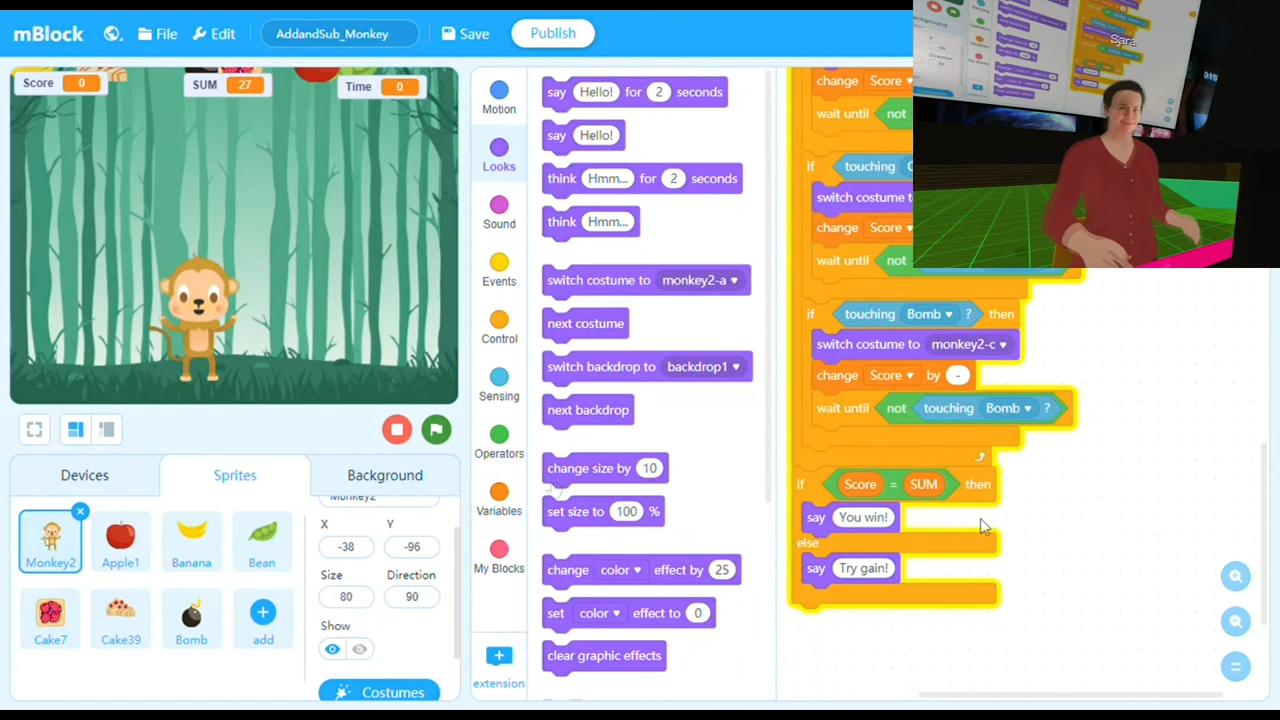 mBlock
File
Edit
AddandSub_Monkey
Save
Publish
Score 0
SUM 27
Time 0
Motion
Looks
Sound
Events
Control
Sensing
Operators
Variables
My Blocks
extension
say Hello! for 2 seconds
say Hello!
think Hmm... for 2 seconds
think Hmm...
switch costume to monkey2-a
next costume
switch backdrop to backdrop1
next backdrop
change size by 10
set size to 100 %
change color effect by 25
set color effect to 0
clear graphic effects
change Score
wait until not
if touching
switch costume
change Score
wait until not
if touching Bomb ? then
switch costume to monkey2-c
change Score by -
wait until not touching Bomb ?
if Score = SUM then
say You win!
else
say Try gain!
Sara
Devices
Sprites
Background
Monkey2
Apple1
Banana
Bean
Cake7
Cake39
Bomb
add
Monkey2
X Y
-38 -96
Size Direction
80 90
Show
Costumes